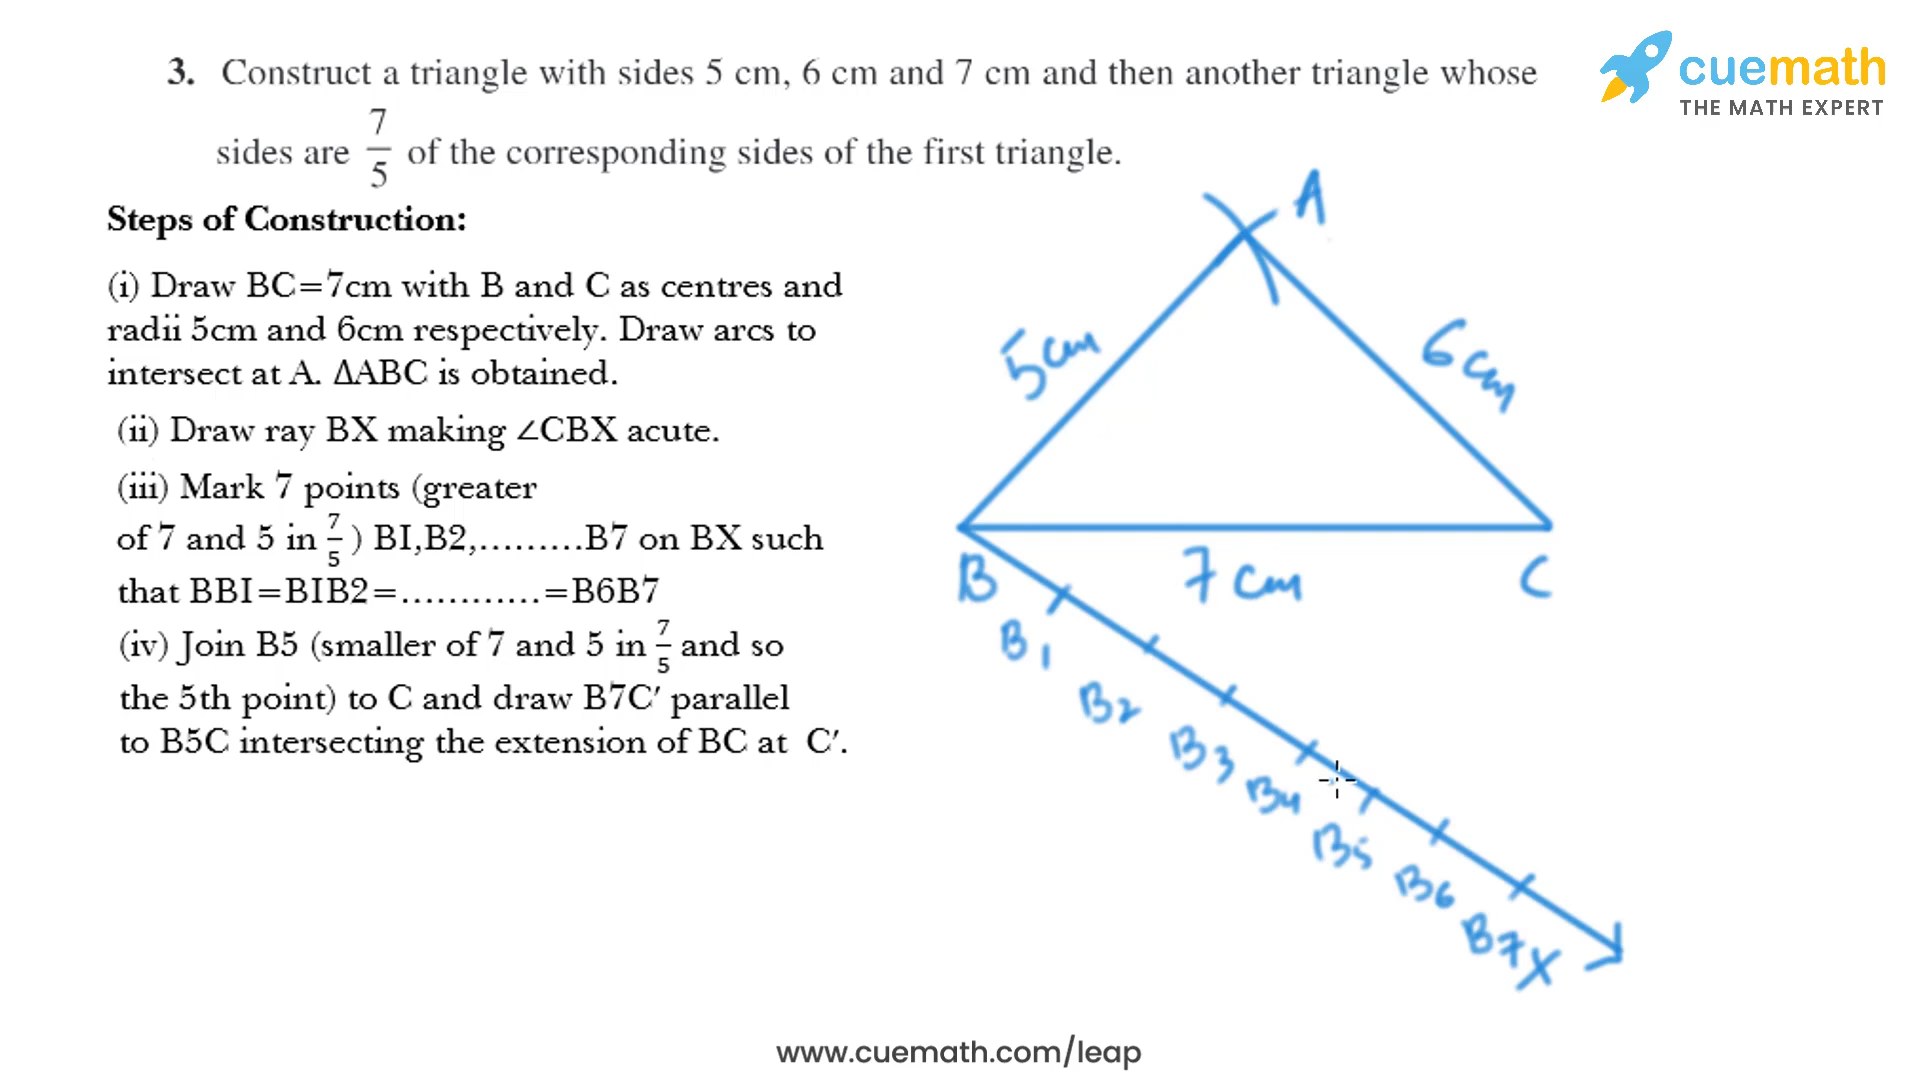 3. Construct a triangle with sides 5 cm, 6 cm and 7 cm and then another triangle whose
sides are 7/5 of the corresponding sides of the first triangle.
cuemath
THE MATH EXPERT
Steps of Construction:
(i) Draw BC=7cm with B and C as centres and
radii 5cm and 6cm respectively. Draw arcs to
intersect at A. ΔABC is obtained.
(ii) Draw ray BX making ∠CBX acute.
(iii) Mark 7 points (greater
of 7 and 5 in 7/5 ) BI,B2,.........B7 on BX such
that BBI=BIB2=............=B6B7
(iv) Join B5 (smaller of 7 and 5 in 7/5 and so
the 5th point) to C and draw B7C′ parallel
to B5C intersecting the extension of BC at C′.
A
5cm
6cm
B
7cm
C
B1
B2
B3
B4
B5
B6
B7
X
www.cuemath.com/leap